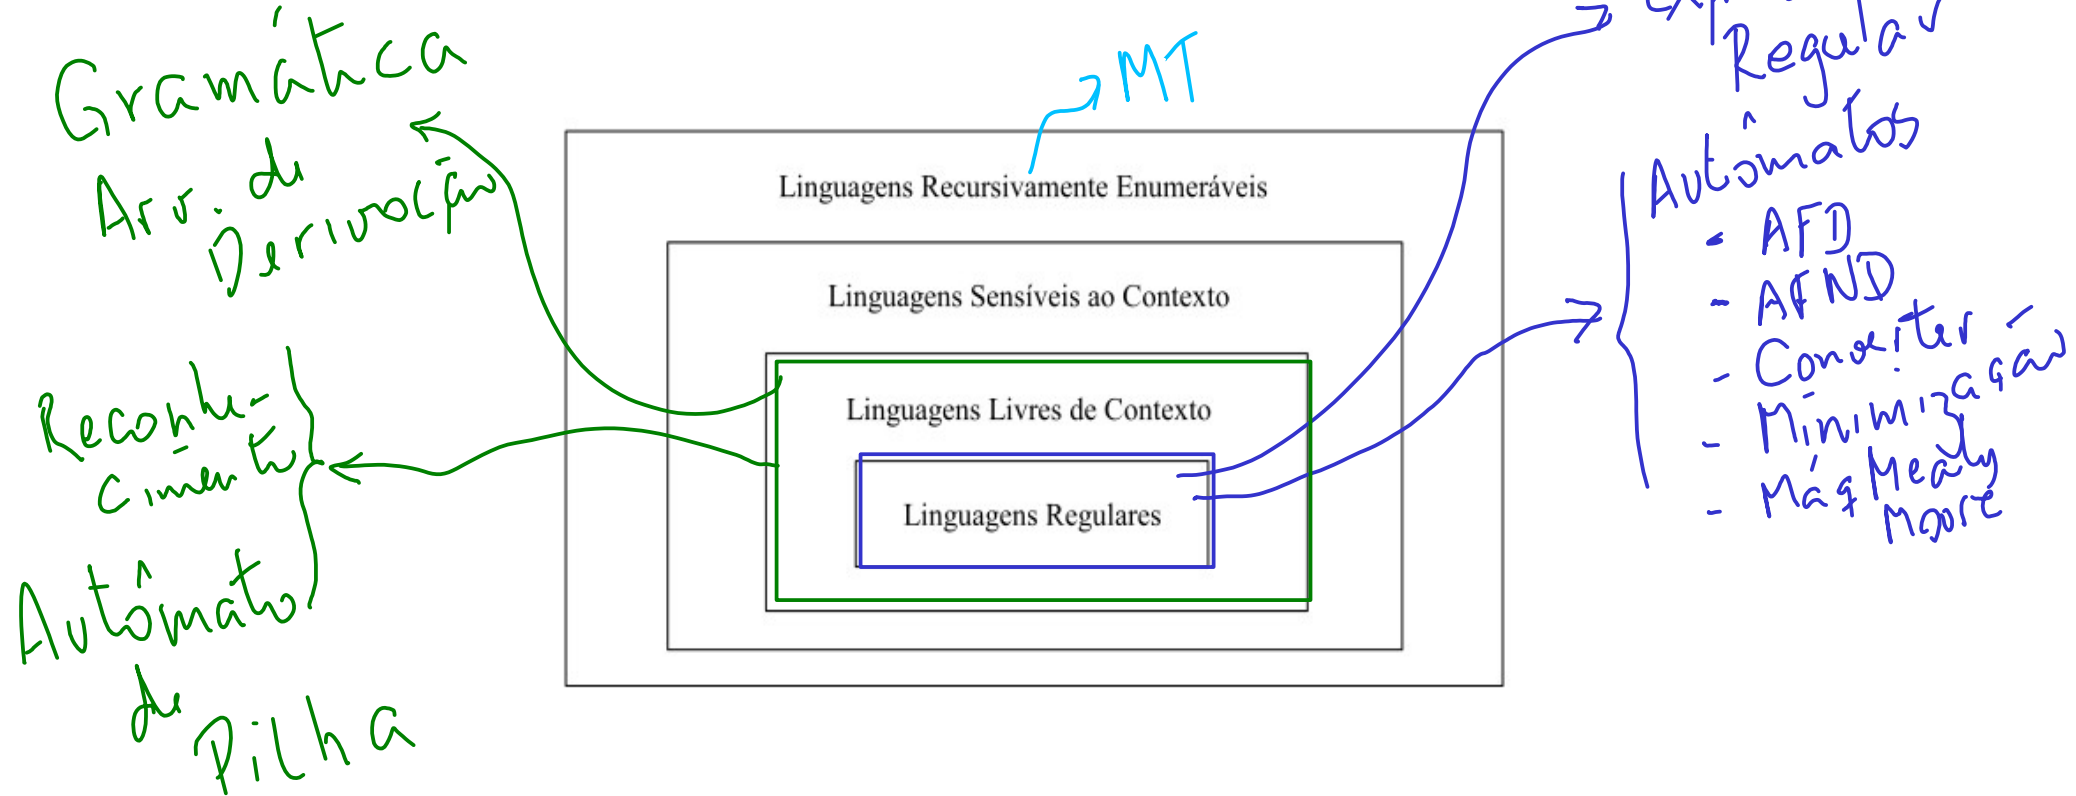 Gramática
Arv. de
Derivação
Reconhe-
cimento
Autômato
de
Pilha
MT
Linguagens Recursivamente Enumeráveis
Linguagens Sensíveis ao Contexto
Linguagens Livres de Contexto
Linguagens Regulares
Regular
Autômatos
- AFD
- AFND
- Converter
- Minimização
- Máq Mealy
Moore